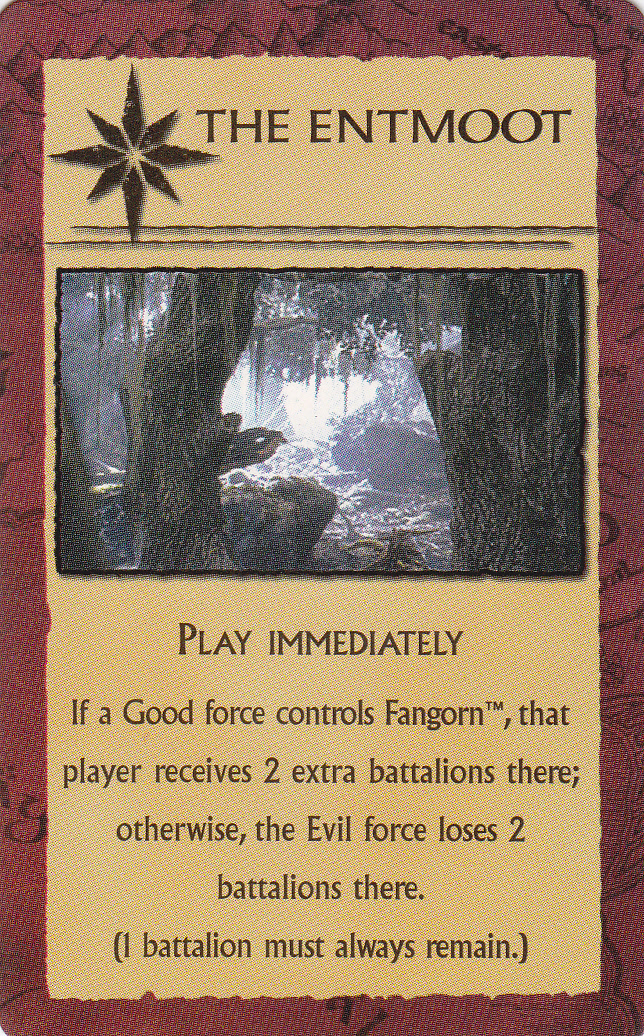 THE ENTMOOT
PLAY IMMEDIATELY
If a Good force controls Fangorn™, that
player receives 2 extra battalions there;
otherwise, the Evil force loses 2
battalions there.
(1 battalion must always remain.)